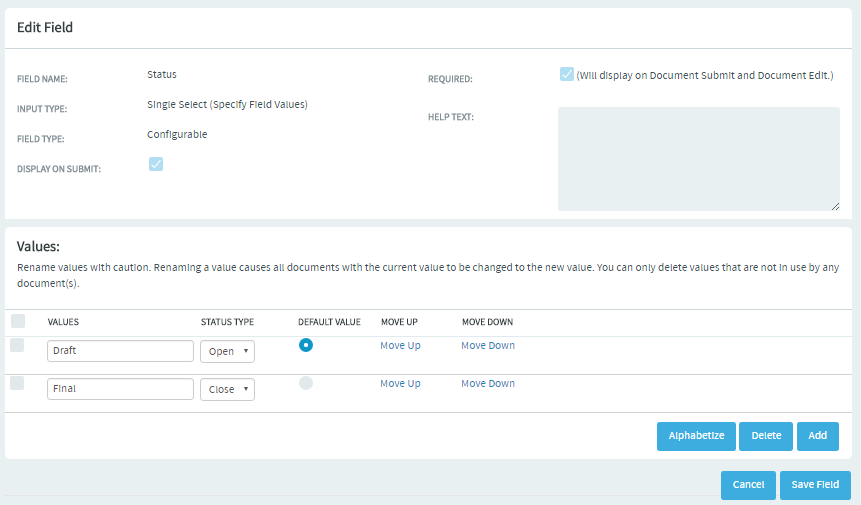 Edit Field
FIELD NAME: Status
INPUT TYPE: Single Select (Specify Field Values)
FIELD TYPE: Configurable
DISPLAY ON SUBMIT:
REQUIRED: (Will display on Document Submit and Document Edit.)
HELP TEXT:
Values:
Rename values with caution. Renaming a value causes all documents with the current value to be changed to the new value. You can only delete values that are not in use by any
document(s).
VALUES STATUS TYPE DEFAULT VALUE MOVE UP MOVE DOWN
Draft Open Move Up Move Down
Final Close Move Up Move Down
Alphabetize Delete Add
Cancel Save Field